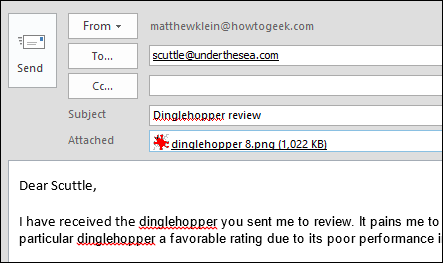 From matthewklein@howtogeek.com
To... scuttle@underthesea.com
Send
Cc...
Subject Dinglehopper review
Attached dinglehopper 8.png (1,022 KB)
Dear Scuttle,
I have received the dinglehopper you sent me to review. It pains me to
particular dinglehopper a favorable rating due to its poor performance